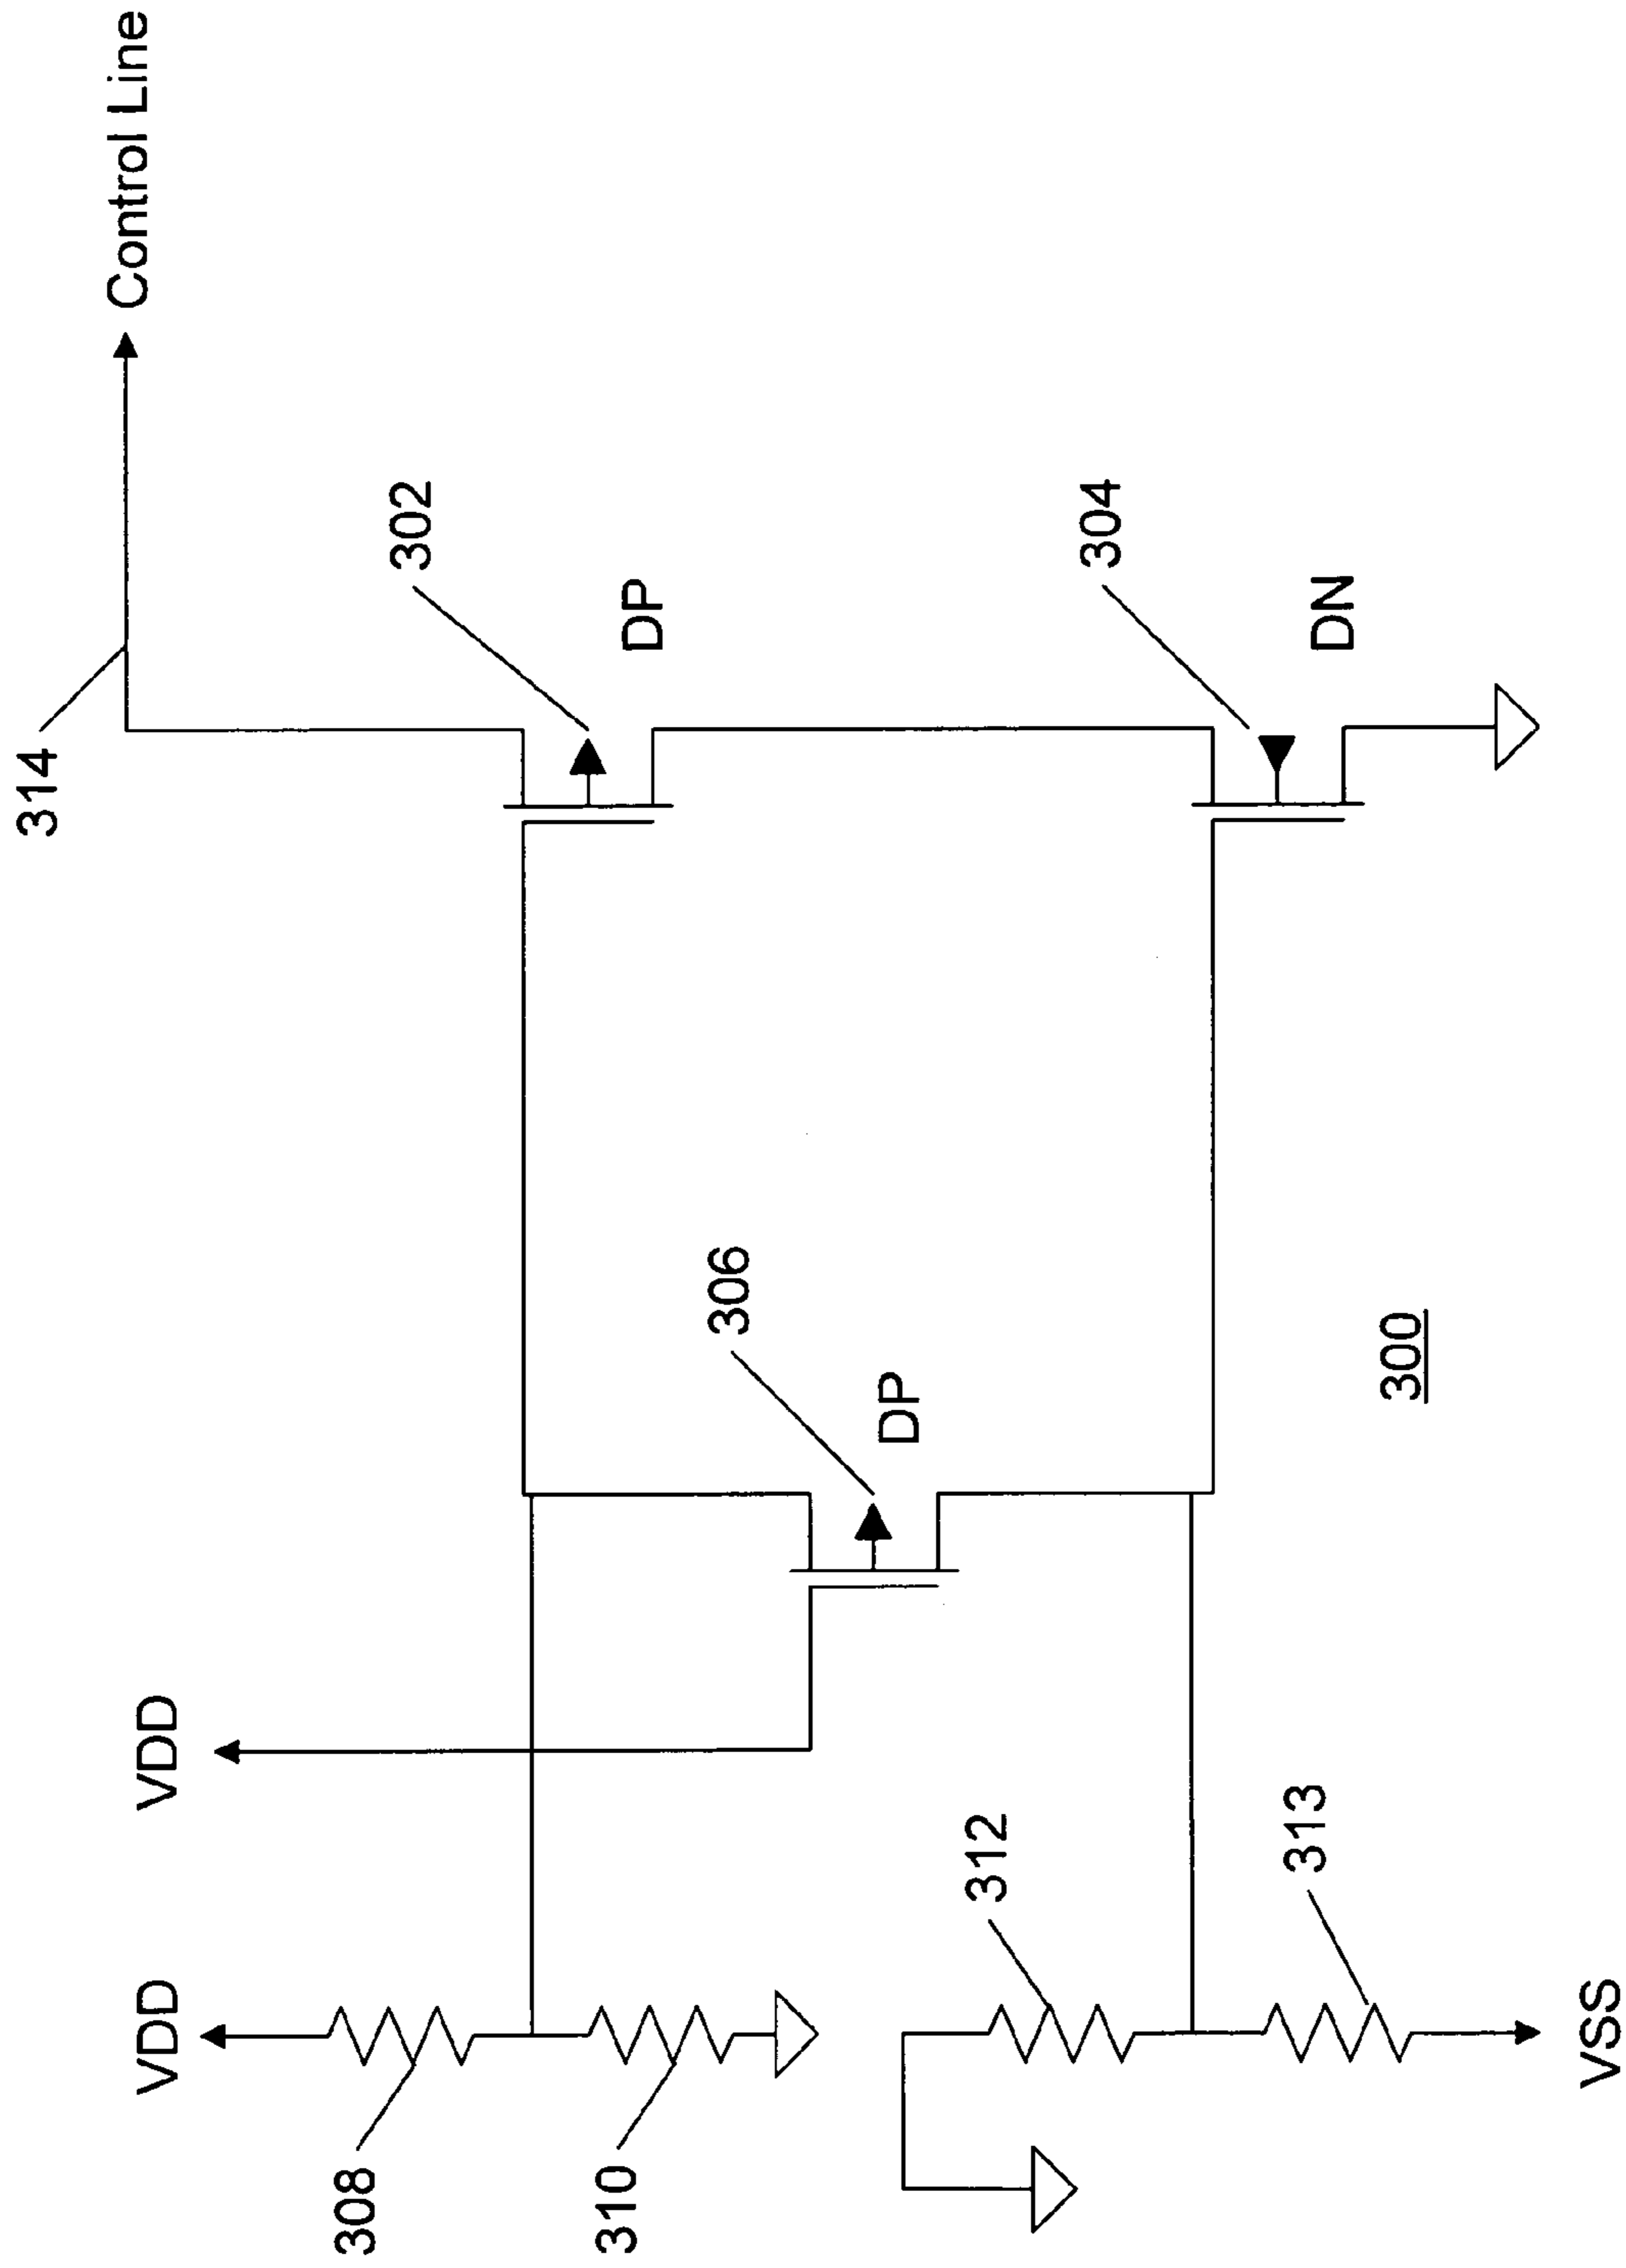 314
Control Line
302
DP
304
DN
306
DP
300
VDD
VDD
308
310
312
313
VSS